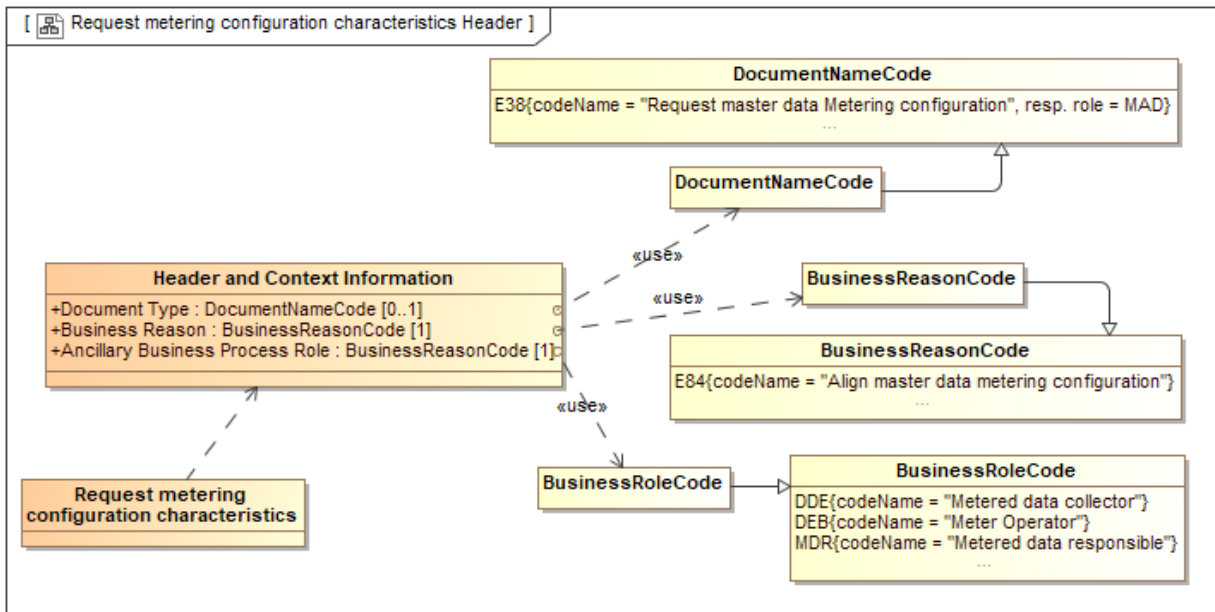 [ Request metering configuration characteristics Header ]
DocumentNameCode
E38{codeName = "Request master data Metering configuration", resp. role = MAD}
...
DocumentNameCode
«use»
Header and Context Information
+Document Type : DocumentNameCode [0..1]
+Business Reason : BusinessReasonCode [1]
+Ancillary Business Process Role : BusinessReasonCode [1]
«use»
BusinessReasonCode
BusinessReasonCode
E84{codeName = "Align master data metering configuration"}
...
«use»
Request metering
configuration characteristics
BusinessRoleCode
BusinessRoleCode
DDE{codeName = "Metered data collector"}
DEB{codeName = "Meter Operator"}
MDR{codeName = "Metered data responsible"}
...